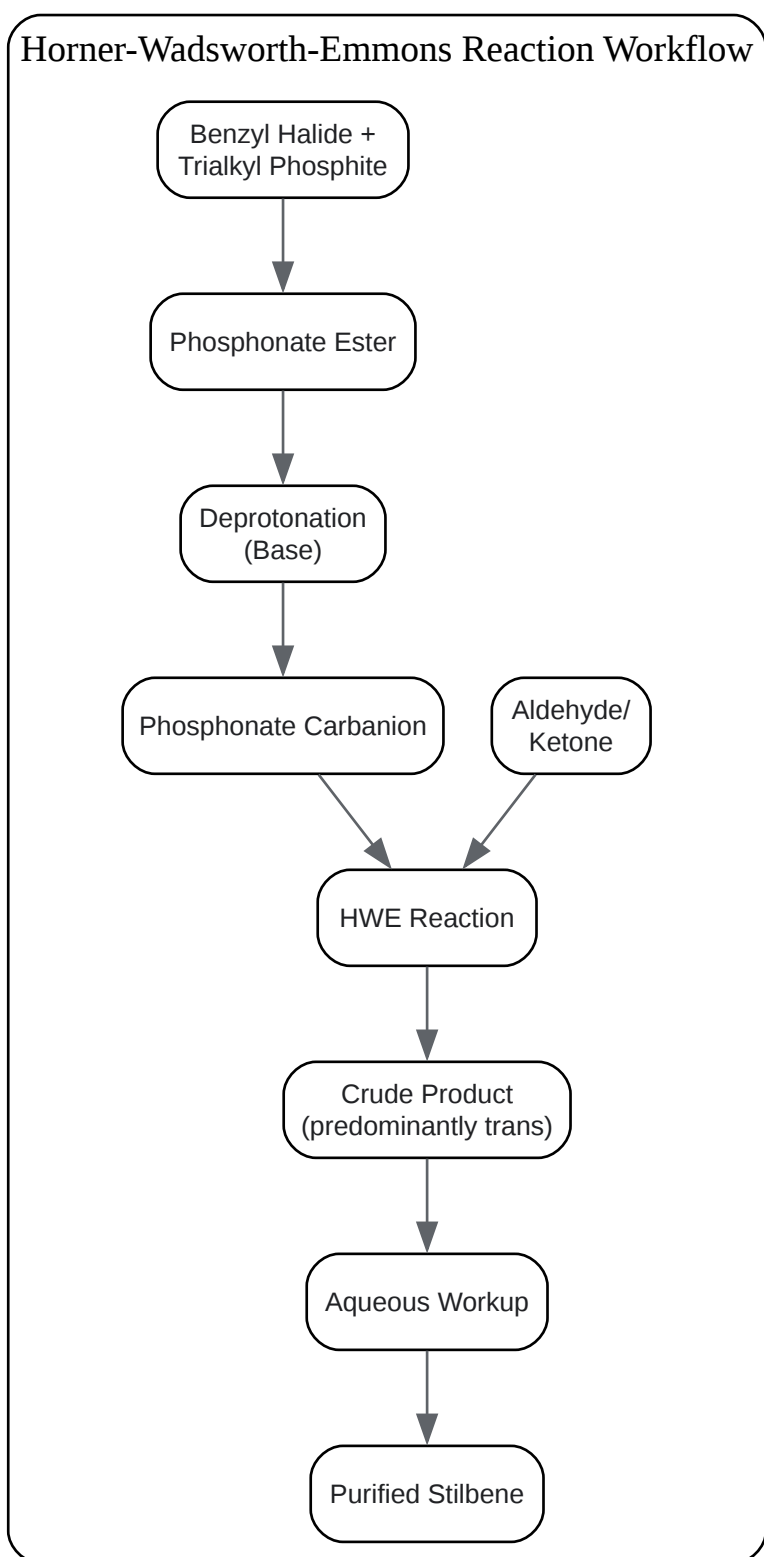 Horner-Wadsworth-Emmons Reaction Workflow
Benzyl Halide +
Trialkyl Phosphite
Phosphonate Ester
Deprotonation
(Base)
Phosphonate Carbanion
Aldehyde/
Ketone
HWE Reaction
Crude Product
(predominantly trans)
Aqueous Workup
Purified Stilbene